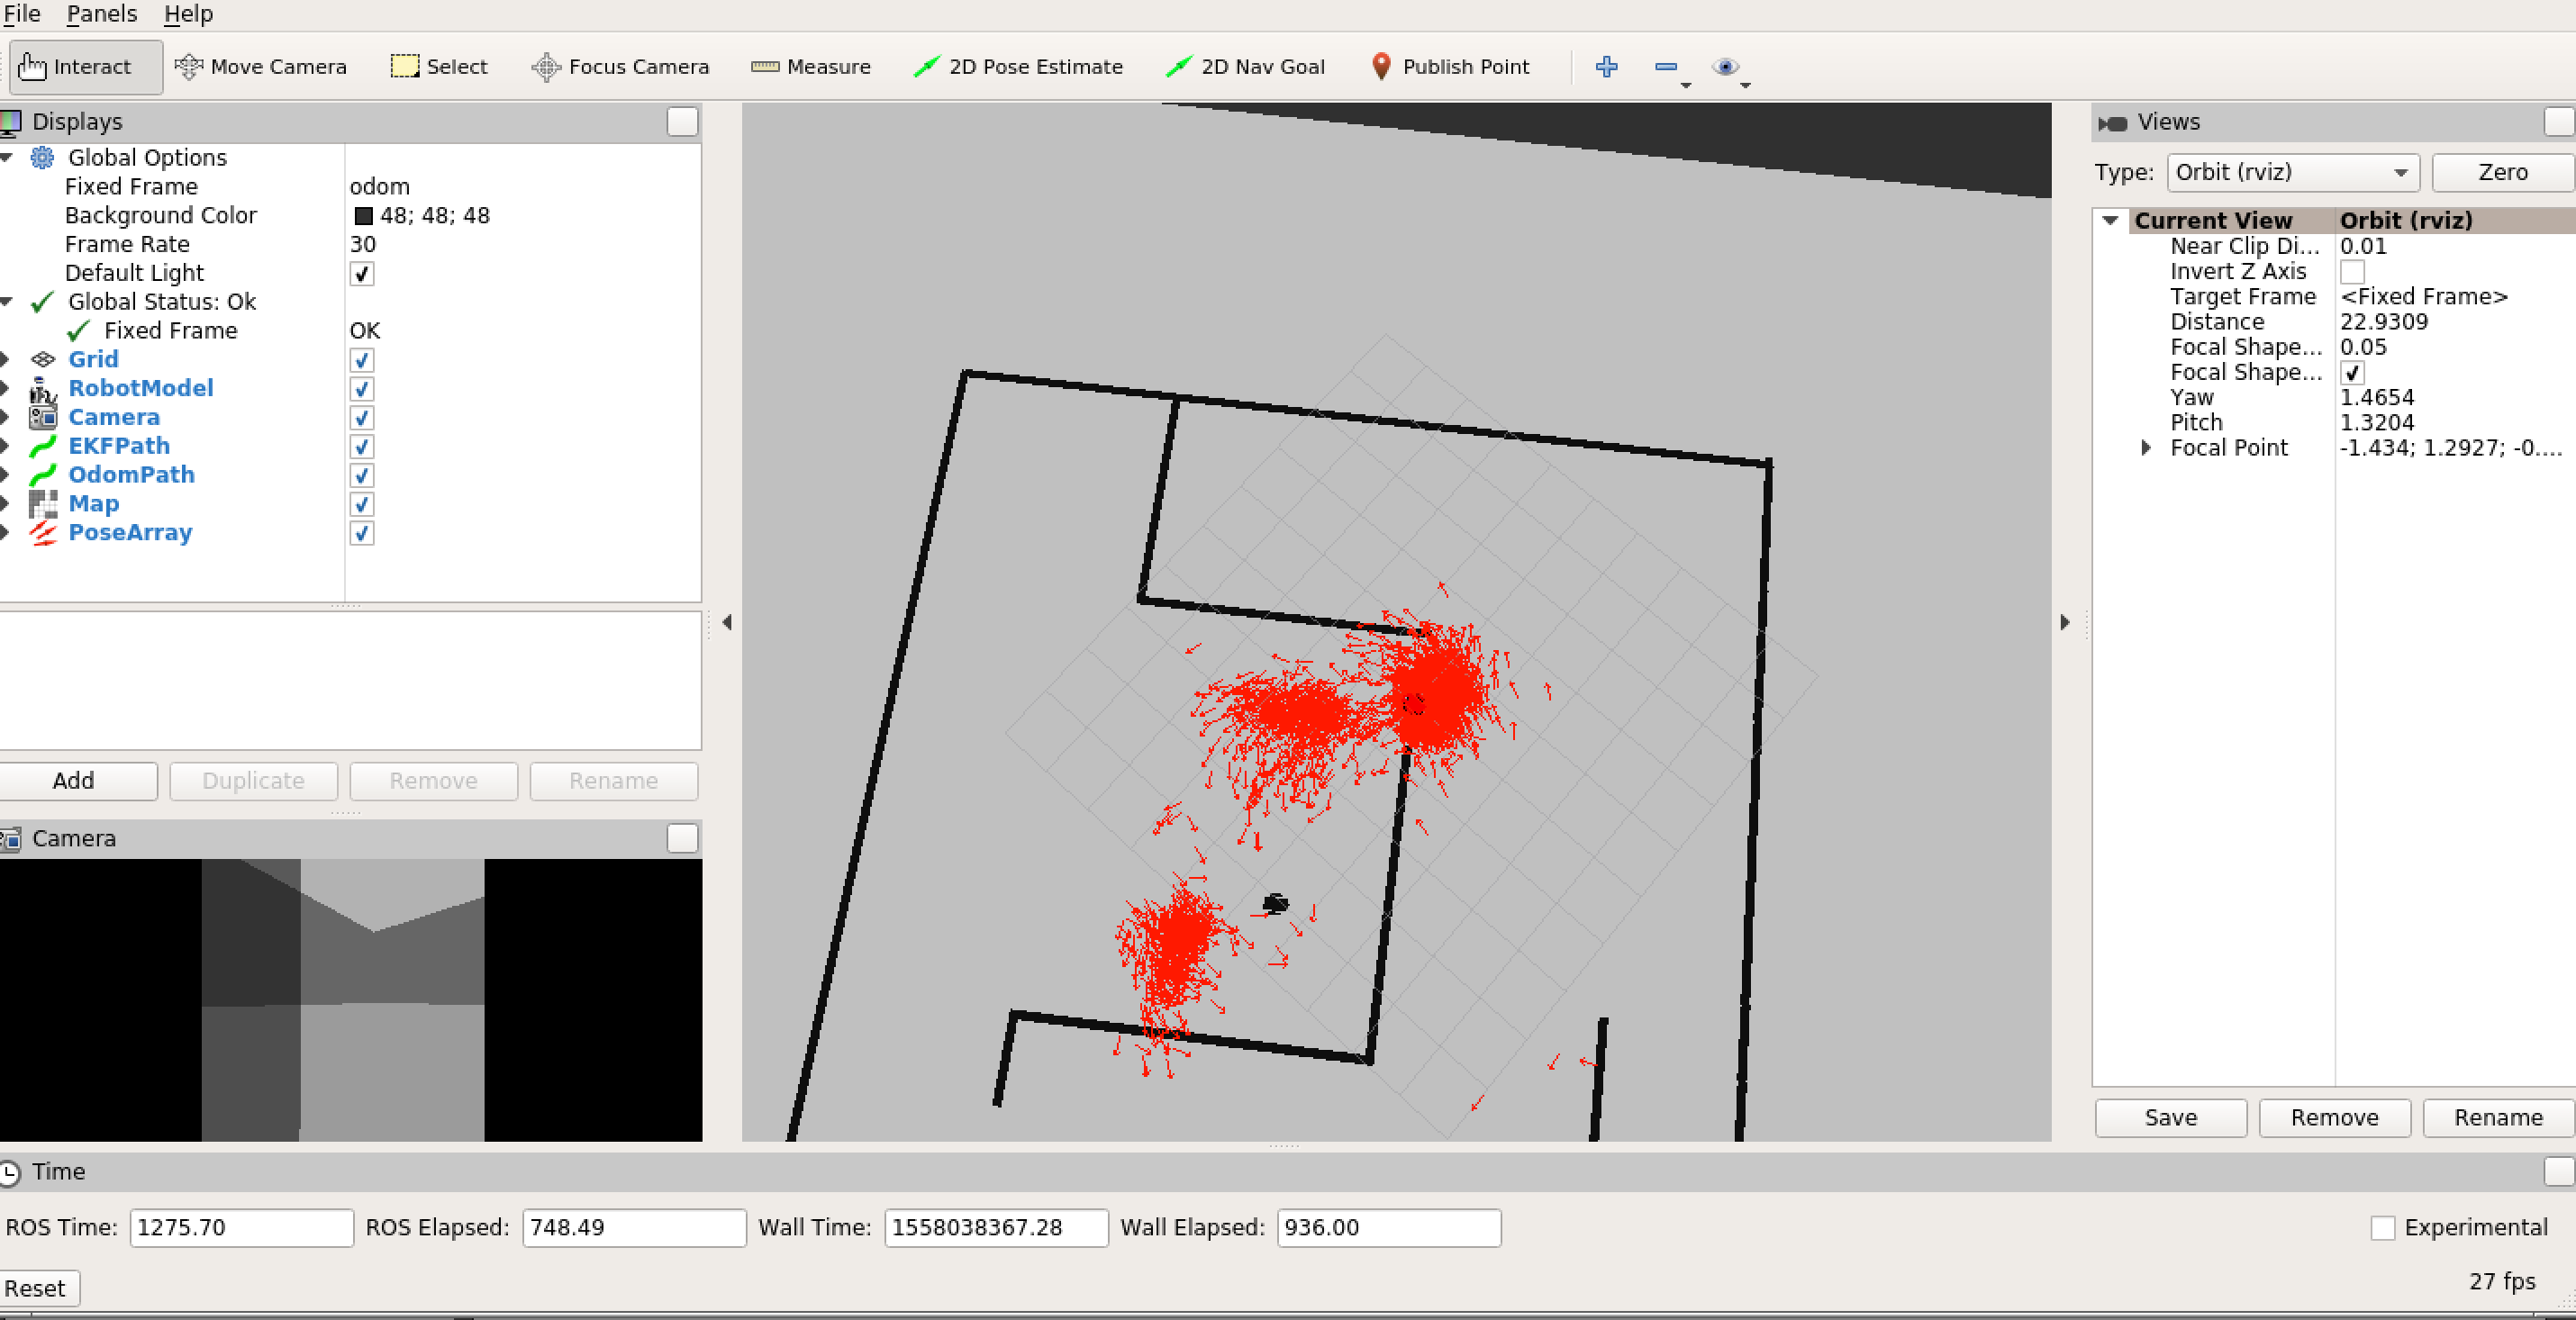 File Panels Help
Interact Move Camera Select Focus Camera Measure 2D Pose Estimate 2D Nav Goal Publish Point
Displays
Global Options
Fixed Frame odom
Background Color 48; 48; 48
Frame Rate 30
Default Light
Global Status: Ok
Fixed Frame OK
Grid
RobotModel
Camera
EKFPath
OdomPath
Map
PoseArray
Add Duplicate Remove Rename
Camera
Views
Type: Orbit (rviz) Zero
Current View Orbit (rviz)
Near Clip Di... 0.01
Invert Z Axis
Target Frame <Fixed Frame>
Distance 22.9309
Focal Shape... 0.05
Focal Shape...
Yaw 1.4654
Pitch 1.3204
Focal Point -1.434; 1.2927; -0....
Save Remove Rename
Time
ROS Time: 1275.70 ROS Elapsed: 748.49 Wall Time: 1558038367.28 Wall Elapsed: 936.00 Experimental
Reset 27 fps